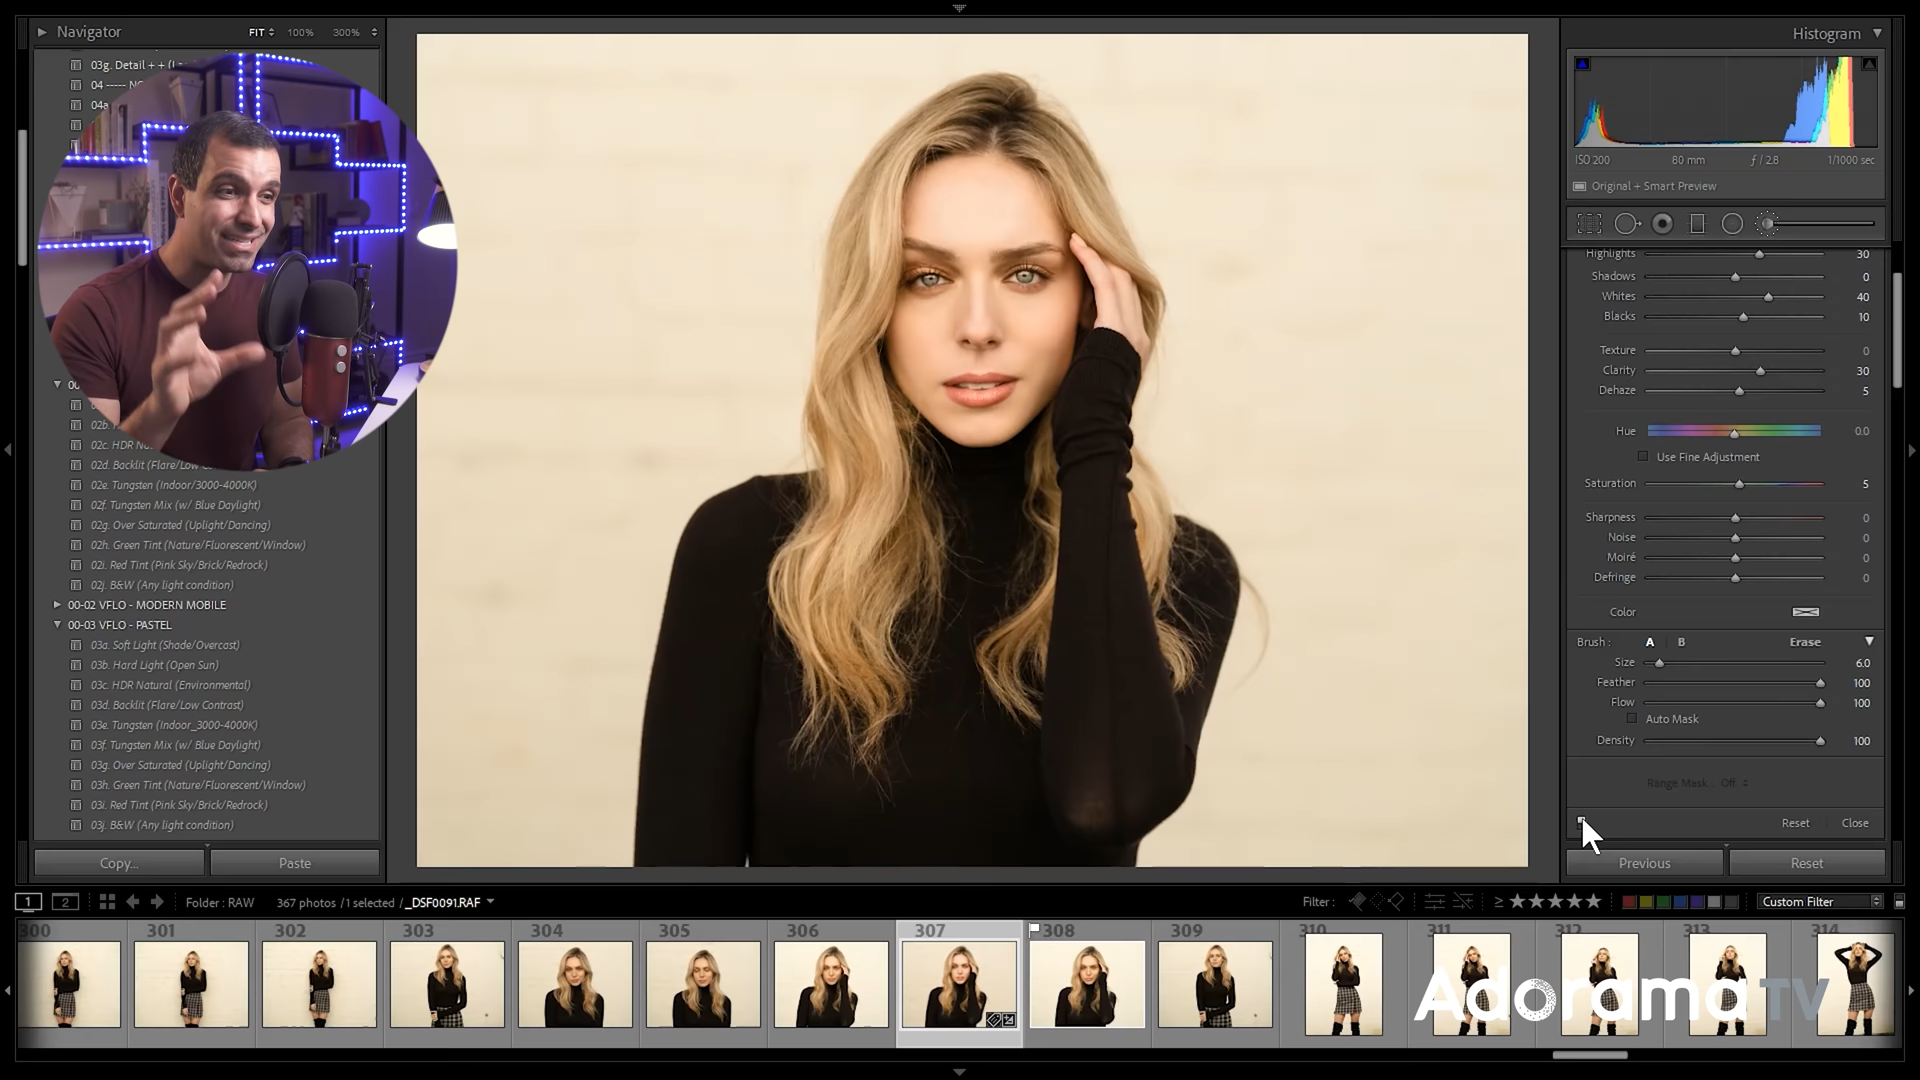 Navigator
FIT
100%
300%
Histogram
03g. Detail + +
04 -----
04a
00
02c. HDR
02d. Backlit (Flare/
02e. Tungsten (Indoor/3000-4000K)
02f. Tungsten Mix (w/ Blue Daylight)
02g. Over Saturated (Uplight/Dancing)
02h. Green Tint (Nature/Fluorescent/Window)
02i. Red Tint (Pink Sky/Brick/Redrock)
02j. B&W (Any light condition)
00-02 VFLO - MODERN MOBILE
00-03 VFLO - PASTEL
03a. Soft Light (Shade/Overcast)
03b. Hard Light (Open Sun)
03c. HDR Natural (Environmental)
03d. Backlit (Flare/Low Contrast)
03e. Tungsten (Indoor_3000-4000K)
03f. Tungsten Mix (w/ Blue Daylight)
03g. Over Saturated (Uplight/Dancing)
03h. Green Tint (Nature/Fluorescent/Window)
03i. Red Tint (Pink Sky/Brick/Redrock)
03j. B&W (Any light condition)
Copy...
Paste
ISO 200
80 mm
ƒ / 2.8
1/1000 sec
Original + Smart Preview
Highlights 30
Shadows 0
Whites 40
Blacks 10
Texture 0
Clarity 30
Dehaze 5
Hue 0.0
Use Fine Adjustment
Saturation 5
Sharpness 0
Noise 0
Moiré 0
Defringe 0
Color
Brush : A B Erase
Size 6.0
Feather 100
Flow 100
Auto Mask
Density 100
Range Mask : Off
Reset Close
Previous
Reset
1 2
Folder : RAW
367 photos / 1 selected / _DSF0091.RAF
Filter :
≥ ★★★★★
Custom Filter
300 301 302 303 304 305 306 307 308 309 310 311 312 313 314
Adorama TV